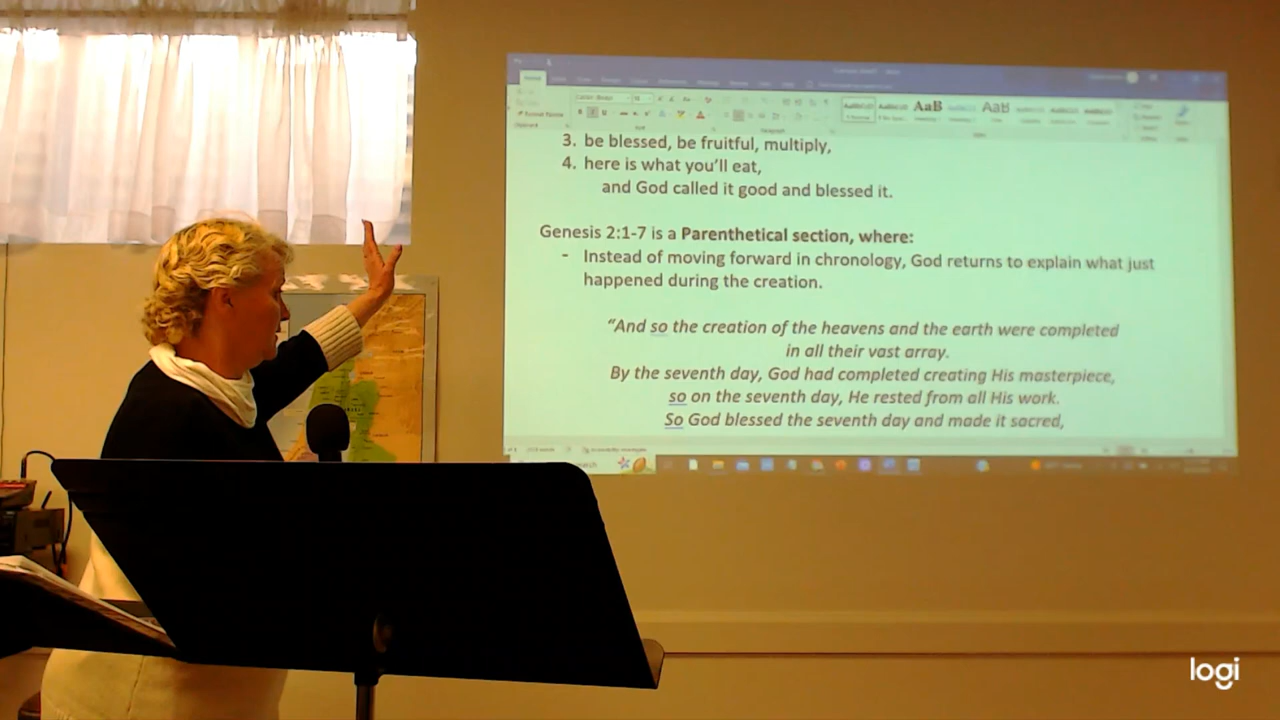 3. be blessed, be fruitful, multiply,
4. here is what you'll eat,
and God called it good and blessed it.
Genesis 2:1-7 is a Parenthetical section, where:
- Instead of moving forward in chronology, God returns to explain what just
happened during the creation.
"And so the creation of the heavens and the earth were completed
in all their vast array.
By the seventh day, God had completed creating His masterpiece,
so on the seventh day, He rested from all His work.
So God blessed the seventh day and made it sacred,
logi